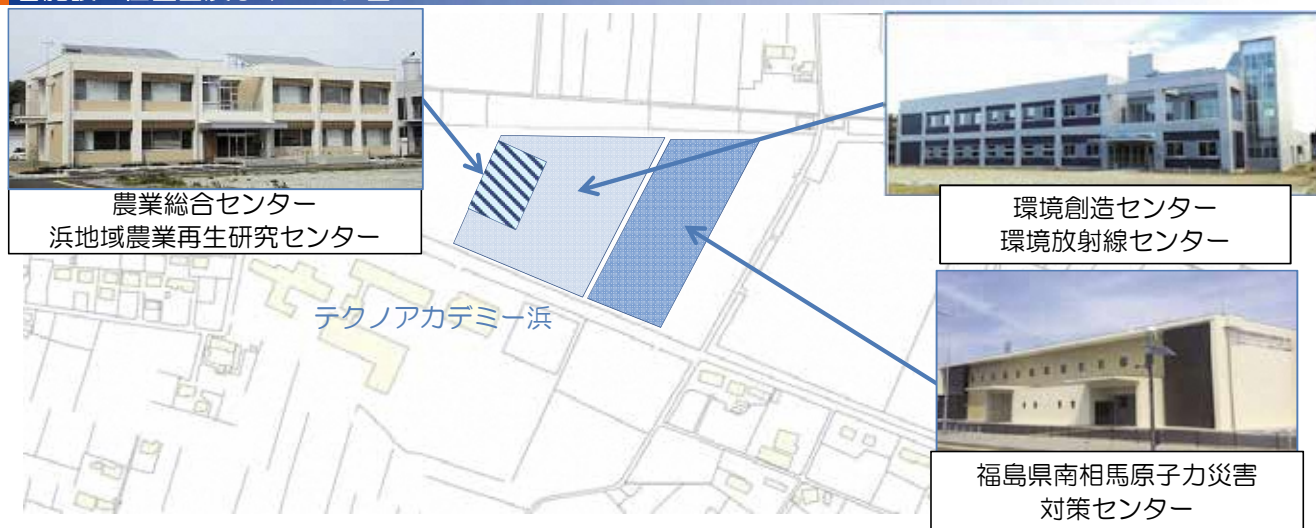 農業総合センター
浜地域農業再生研究センター
環境創造センター
環境放射線センター
テクノアカデミー浜
福島県南相馬原子力災害
対策センター